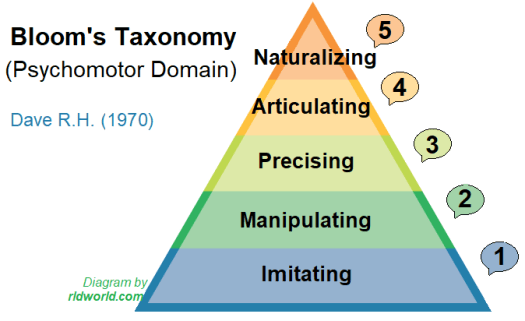 Bloom's Taxonomy
(Psychomotor Domain)
Dave R.H. (1970)
5
Naturalizing
4
Articulating
3
Precising
2
Manipulating
1
Imitating
Diagram by
rldworld.com